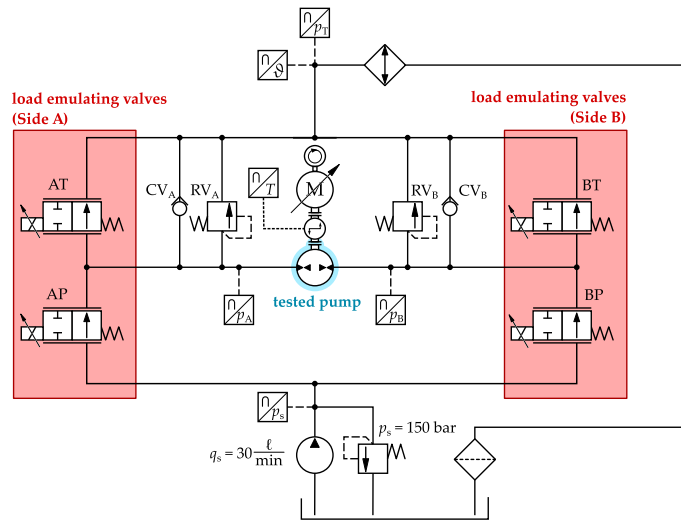 ∩ p_T
∩ ϑ
load emulating valves
(Side A)
load emulating valves
(Side B)
AT
CV_A
RV_A
∩ T
M
RV_B
CV_B
BT
AP
∩ p_A
tested pump
∩ p_B
BP
∩ p_s
p_s = 150 bar
q_s = 30 ℓ/min